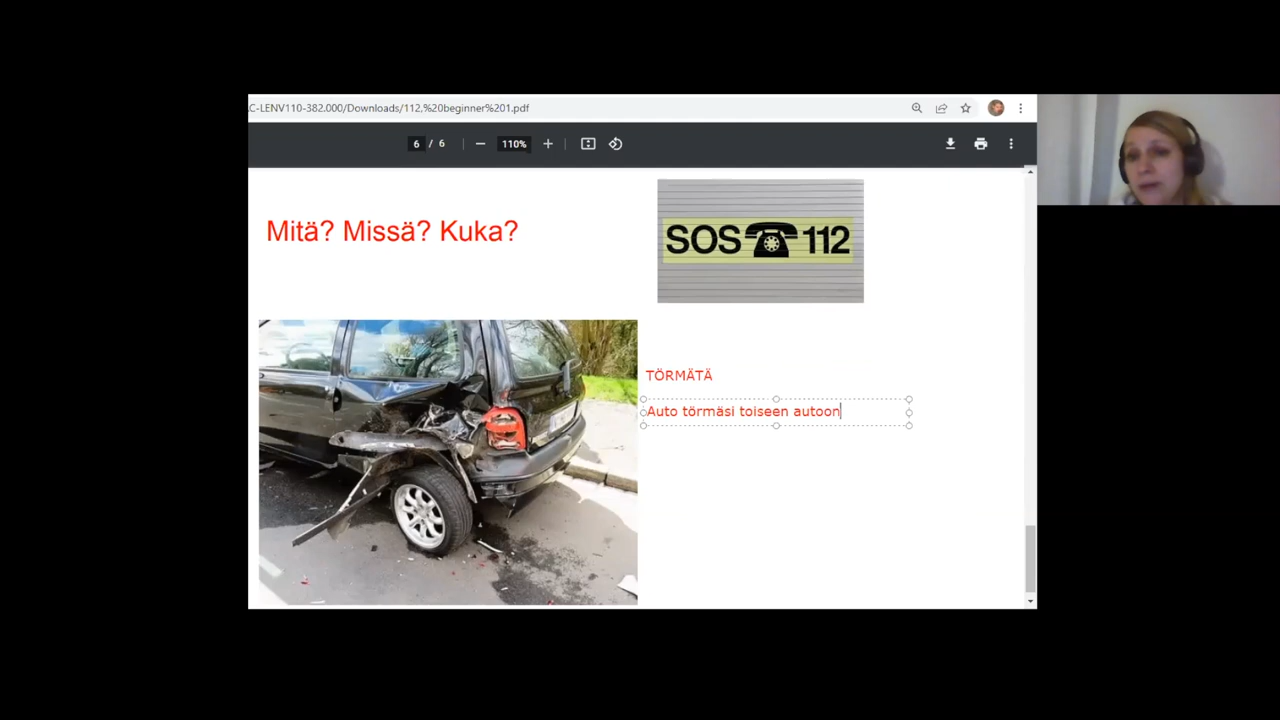 C-LENV110-382.000/Downloads/112,%20beginner%201.pdf
6 / 6
110%
Mitä? Missä? Kuka?
SOS 112
TÖRMÄTÄ
Auto törmäsi toiseen autoon